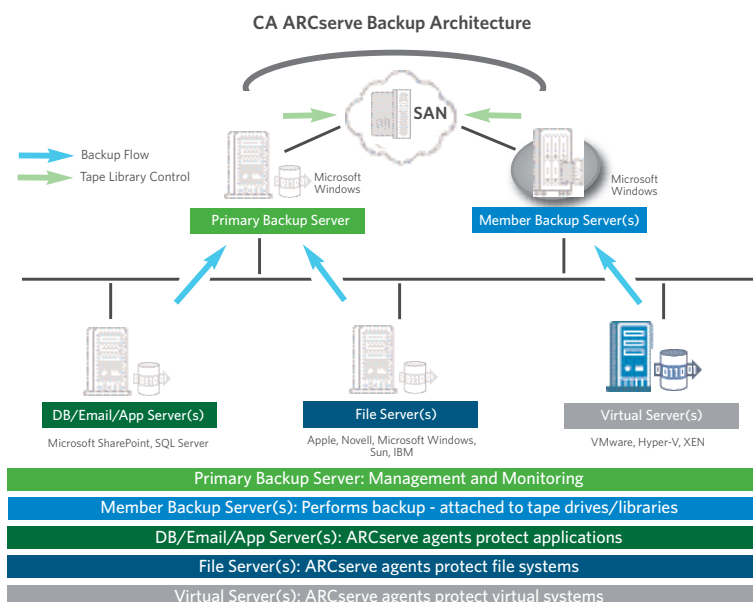 CA ARCserve Backup Architecture
SAN
Backup Flow
Tape Library Control
Microsoft
Windows
Microsoft
Windows
Primary Backup Server
Member Backup Server(s)
DB/Email/App Server(s)
File Server(s)
Virtual Server(s)
Microsoft SharePoint, SQL Server
Apple, Novell, Microsoft Windows,
Sun, IBM
VMware, Hyper-V, XEN
Primary Backup Server: Management and Monitoring
Member Backup Server(s): Performs backup - attached to tape drives/libraries
DB/Email/App Server(s): ARCserve agents protect applications
File Server(s): ARCserve agents protect file systems
Virtual Server(s): ARCserve agents protect virtual systems